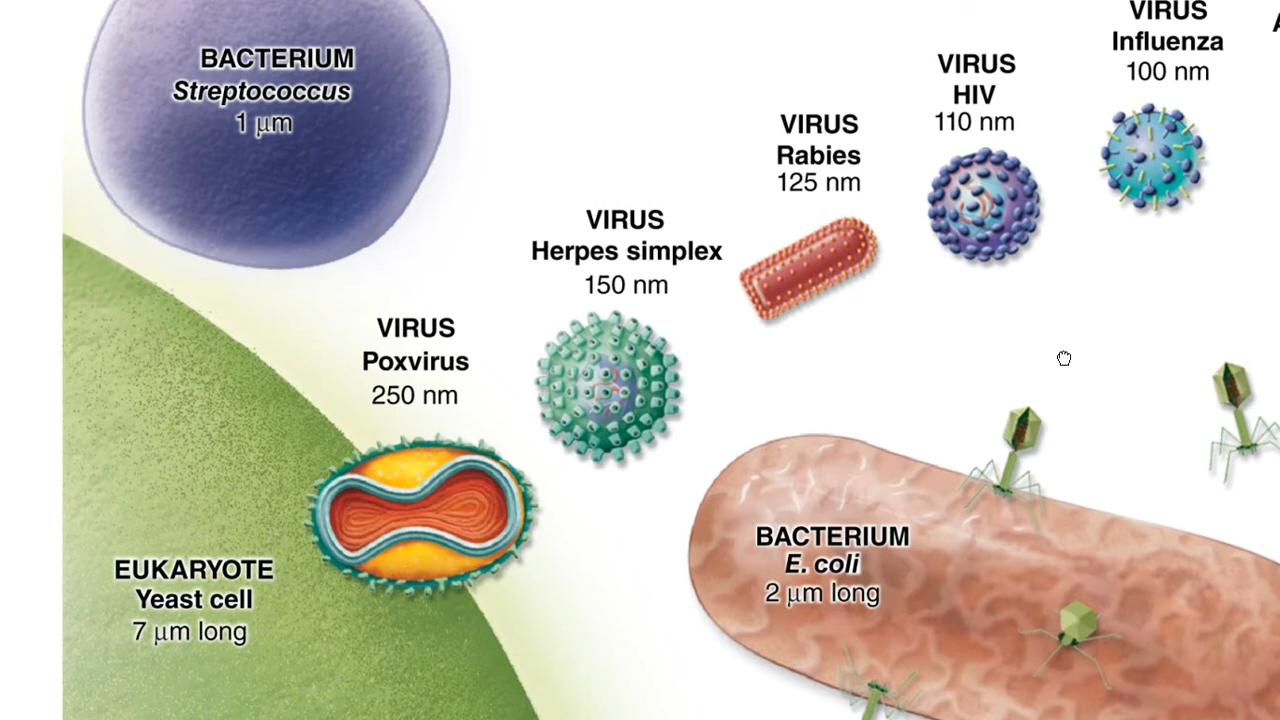 BACTERIUM
Streptococcus
1 μm
VIRUS
Influenza
100 nm
VIRUS
HIV
110 nm
VIRUS
Rabies
125 nm
VIRUS
Herpes simplex
150 nm
VIRUS
Poxvirus
250 nm
BACTERIUM
E. coli
2 μm long
EUKARYOTE
Yeast cell
7 μm long